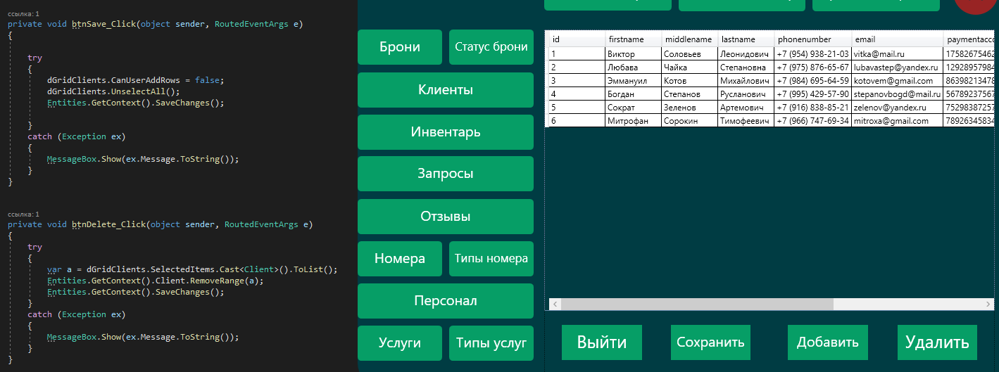 ссылка: 1
private void btnSave_Click(object sender, RoutedEventArgs e)
{
try
{
dGridClients.CanUserAddRows = false;
dGridClients.UnselectAll();
Entities.GetContext().SaveChanges();
}
catch (Exception ex)
{
MessageBox.Show(ex.Message.ToString());
}
}
ссылка: 1
private void btnDelete_Click(object sender, RoutedEventArgs e)
{
try
{
var a = dGridClients.SelectedItems.Cast<Client>().ToList();
Entities.GetContext().Client.RemoveRange(a);
Entities.GetContext().SaveChanges();
}
catch (Exception ex)
{
MessageBox.Show(ex.Message.ToString());
}
}
Брони Статус брони
Клиенты
Инвентарь
Запросы
Отзывы
Номера Типы номера
Персонал
Услуги Типы услуг
id firstname middlename lastname phonenumber email paymentacco
1 Виктор Соловьев Леонидович +7 (954) 938-21-03 vitka@mail.ru 17582675462
2 Любава Чайка Степановна +7 (975) 876-65-67 lubavastep@yandex.ru 12928957984
3 Эммануил Котов Михайлович +7 (984) 695-64-59 kotovem@gmail.com 86398213478
4 Богдан Степанов Русланович +7 (995) 429-57-90 stepanovbogd@mail.ru 56789237567
5 Сократ Зеленов Артемович +7 (916) 838-85-21 zelenov@yandex.ru 75298387257
6 Митрофан Сорокин Тимофеевич +7 (966) 747-69-34 mitroxa@gmail.com 78926345834
Выйти Сохранить Добавить Удалить